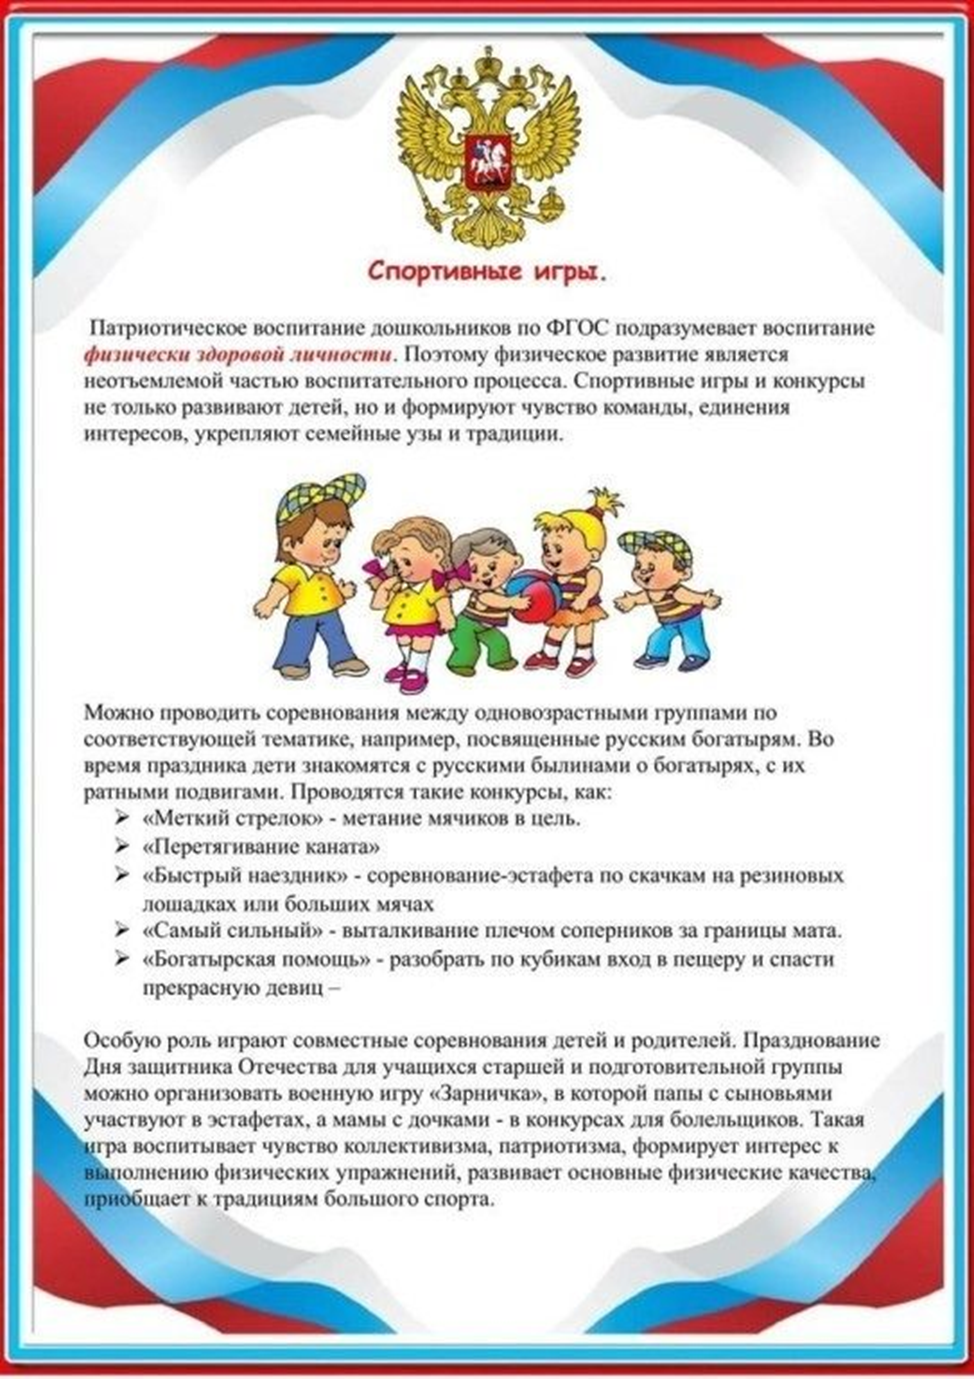 Спортивные игры.
Патриотическое воспитание дошкольников по ФГОС подразумевает воспитание
физически здоровой личности. Поэтому физическое развитие является
неотъемлемой частью воспитательного процесса. Спортивные игры и конкурсы
не только развивают детей, но и формируют чувство команды, единения
интересов, укрепляют семейные узы и традиции.
Можно проводить соревнования между одновозрастными группами по
соответствующей тематике, например, посвященные русским богатырям. Во
время праздника дети знакомятся с русскими былинами о богатырях, с их
ратными подвигами. Проводятся такие конкурсы, как:
➢ «Меткий стрелок» - метание мячиков в цель.
➢ «Перетягивание каната»
➢ «Быстрый наездник» - соревнование-эстафета по скачкам на резиновых
лошадках или больших мячах
➢ «Самый сильный» - выталкивание плечом соперников за границы мата.
➢ «Богатырская помощь» - разобрать по кубикам вход в пещеру и спасти
прекрасную девиц –
Особую роль играют совместные соревнования детей и родителей. Празднование
Дня защитника Отечества для учащихся старшей и подготовительной группы
можно организовать военную игру «Зарничка», в которой папы с сыновьями
участвуют в эстафетах, а мамы с дочками - в конкурсах для болельщиков. Такая
игра воспитывает чувство коллективизма, патриотизма, формирует интерес к
выполнению физических упражнений, развивает основные физические качества,
приобщает к традициям большого спорта.